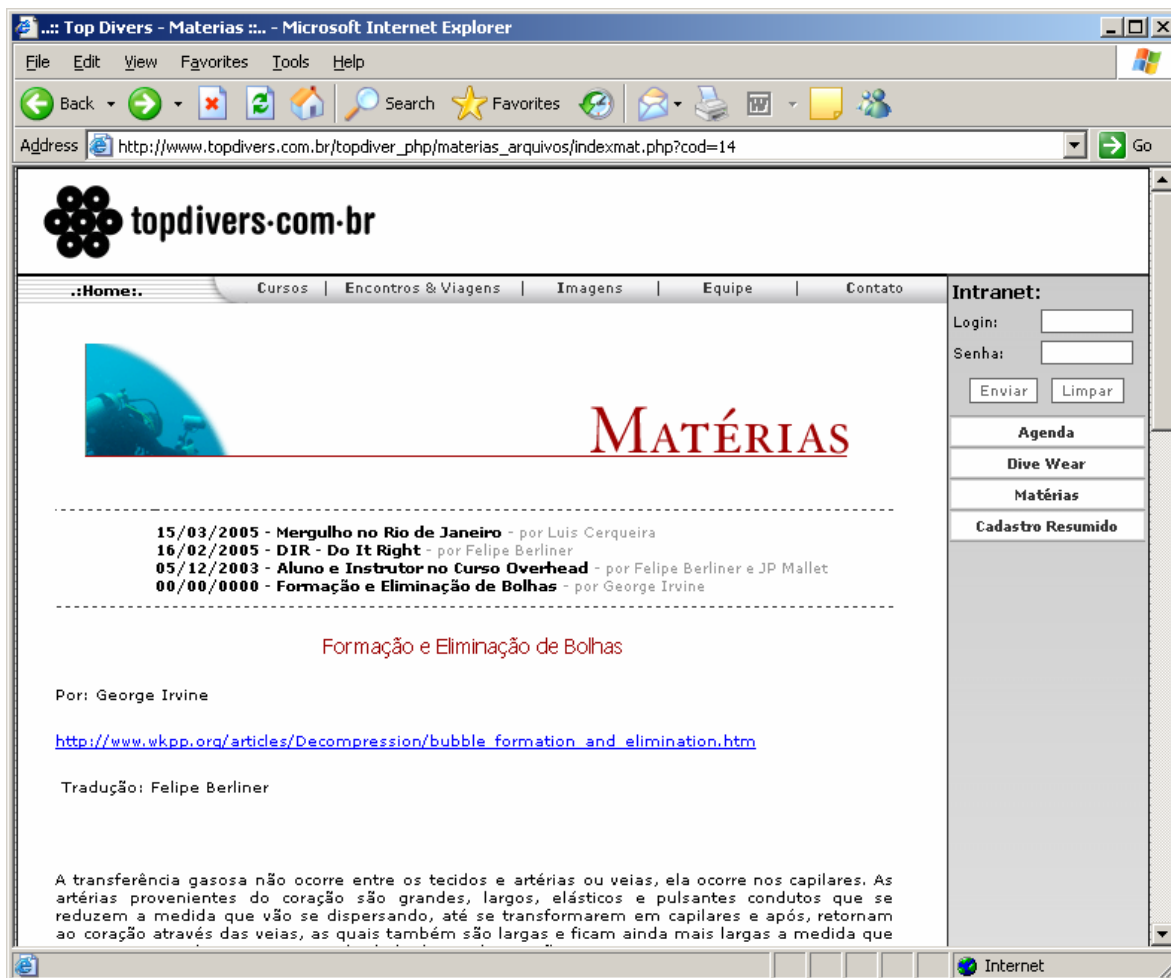 ..:: Top Divers - Materias ::.. - Microsoft Internet Explorer
File Edit View Favorites Tools Help
Back Search Favorites
Address http://www.topdivers.com.br/topdiver_php/materias_arquivos/indexmat.php?cod=14 Go
topdivers·com·br
.:Home:. Cursos | Encontros & Viagens | Imagens | Equipe | Contato
Intranet:
Login:
Senha:
Enviar Limpar
Agenda
Dive Wear
Matérias
Cadastro Resumido
MATÉRIAS
15/03/2005 - Mergulho no Rio de Janeiro - por Luis Cerqueira
16/02/2005 - DIR - Do It Right - por Felipe Berliner
05/12/2003 - Aluno e Instrutor no Curso Overhead - por Felipe Berliner e JP Mallet
00/00/0000 - Formação e Eliminação de Bolhas - por George Irvine
Formação e Eliminação de Bolhas
Por: George Irvine
http://www.wkpp.org/articles/Decompression/bubble_formation_and_elimination.htm
Tradução: Felipe Berliner
A transferência gasosa não ocorre entre os tecidos e artérias ou veias, ela ocorre nos capilares. As
artérias provenientes do coração são grandes, largos, elásticos e pulsantes condutos que se
reduzem a medida que vão se dispersando, até se transformarem em capilares e após, retornam
ao coração através das veias, as quais também são largas e ficam ainda mais largas a medida que
Internet